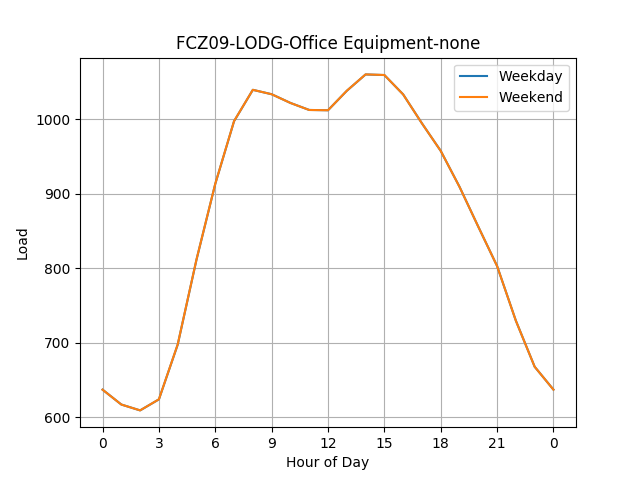 FCZ09-LODG-Office Equipment-none
Weekday
Weekend
Load
1000
900
800
700
600
0 3 6 9 12 15 18 21 0
Hour of Day